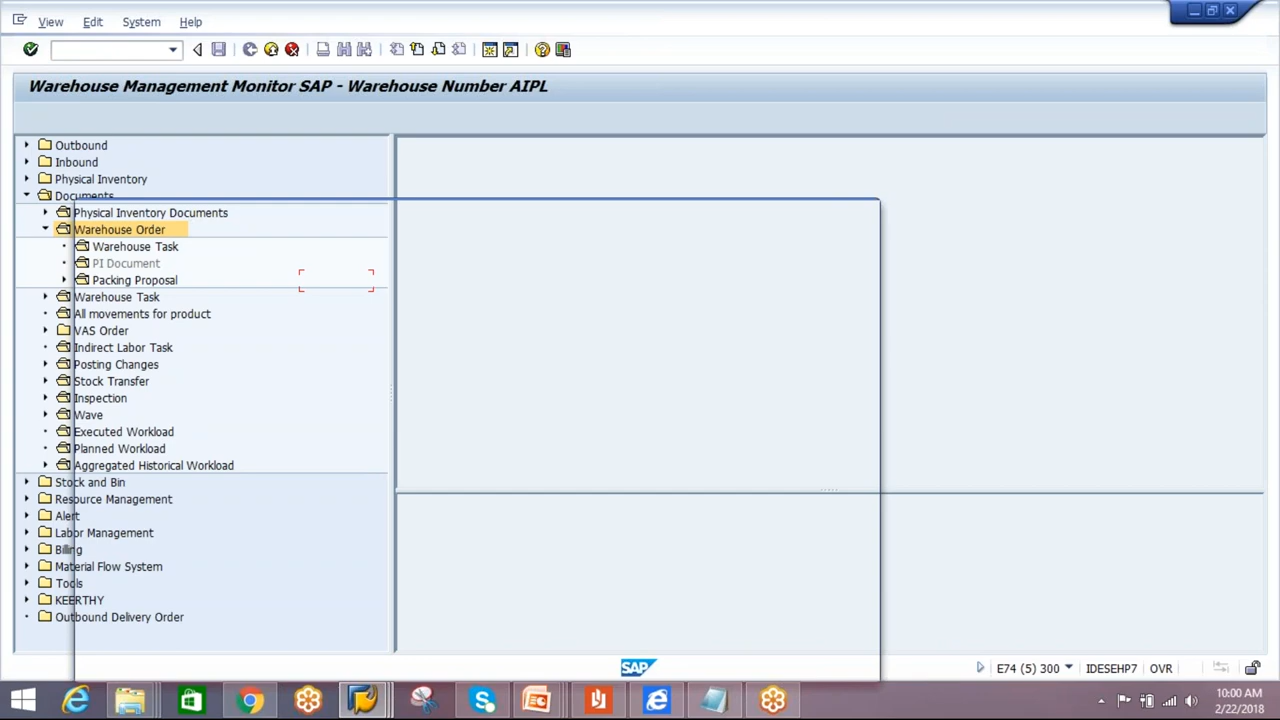 View Edit System Help
Warehouse Management Monitor SAP - Warehouse Number AIPL
Outbound
Inbound
Physical Inventory
Documents
Physical Inventory Documents
Warehouse Order
Warehouse Task
PI Document
Packing Proposal
Warehouse Task
All movements for product
VAS Order
Indirect Labor Task
Posting Changes
Stock Transfer
Inspection
Wave
Executed Workload
Planned Workload
Aggregated Historical Workload
Stock and Bin
Resource Management
Alert
Labor Management
Billing
Material Flow System
Tools
KEERTHY
Outbound Delivery Order
SAP
E74 (5) 300 IDESEHP7 OVR
10:00 AM
2/22/2018